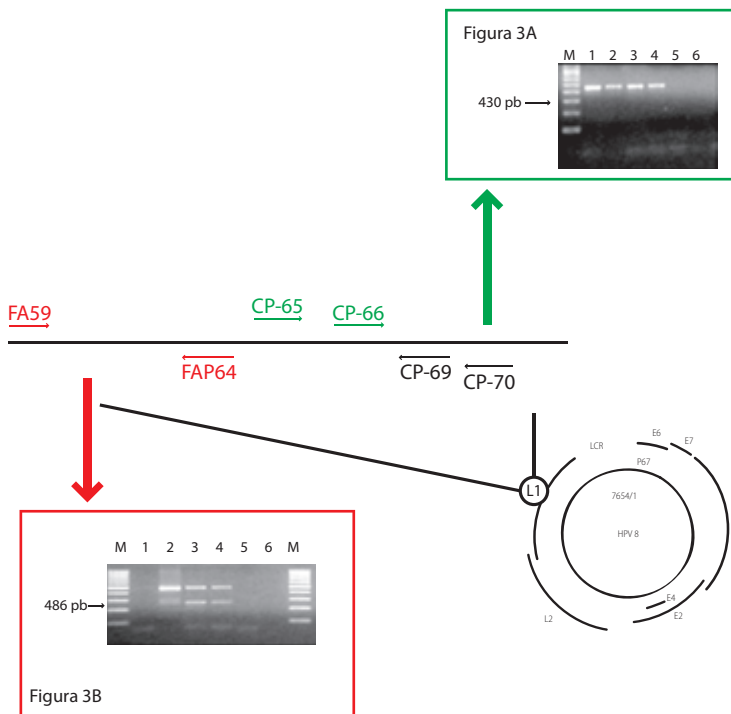 Figura 3A
M 1 2 3 4 5 6
430 pb
CP-65
CP-66
FA59
FAP64
CP-69
CP-70
LCR
E6
E7
P67
L1
7654/1
HPV 8
E4
E2
L2
M 1 2 3 4 5 6 M
486 pb
Figura 3B